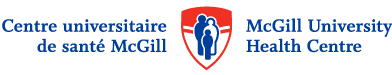 Centre universitaire
de santé McGill
McGill University
Health Centre